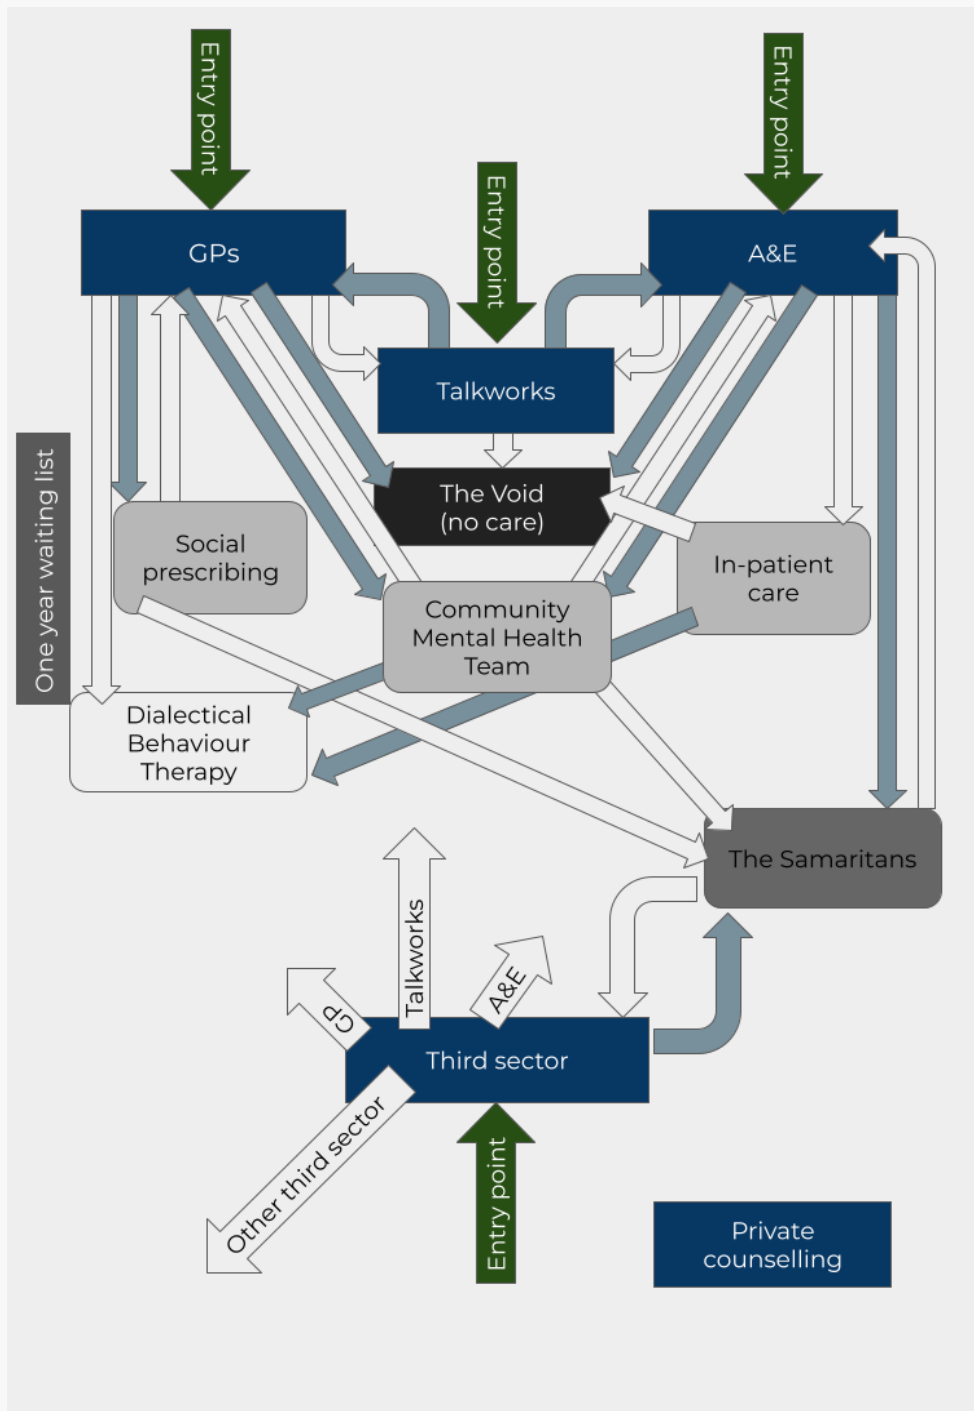 Entry point
Entry point
Entry point
GPs
A&E
Talkworks
The Void
(no care)
One year waiting list
Social
prescribing
In-patient
care
Community
Mental Health
Team
Dialectical
Behaviour
Therapy
The Samaritans
Talkworks
GP
A&E
Third sector
Other third sector
Entry point
Private
counselling